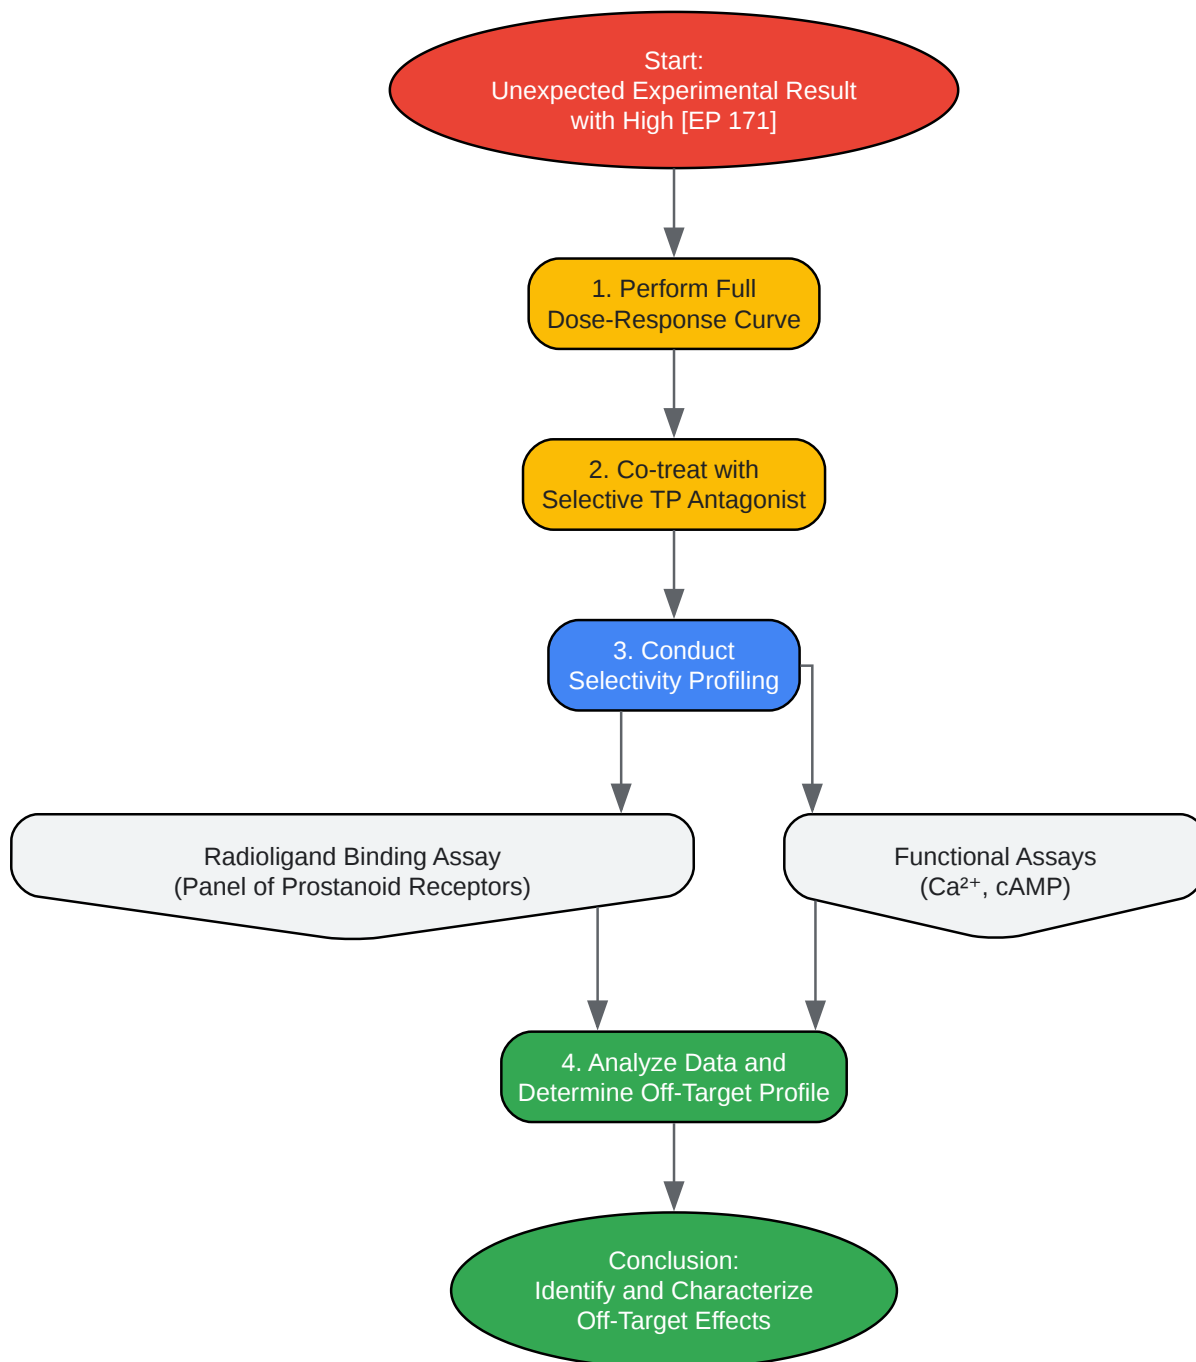 Start:
Unexpected Experimental Result
with High [EP 171]
1. Perform Full
Dose-Response Curve
2. Co-treat with
Selective TP Antagonist
3. Conduct
Selectivity Profiling
Radioligand Binding Assay
(Panel of Prostanoid Receptors)
Functional Assays
(Ca²⁺, cAMP)
4. Analyze Data and
Determine Off-Target Profile
Conclusion:
Identify and Characterize
Off-Target Effects